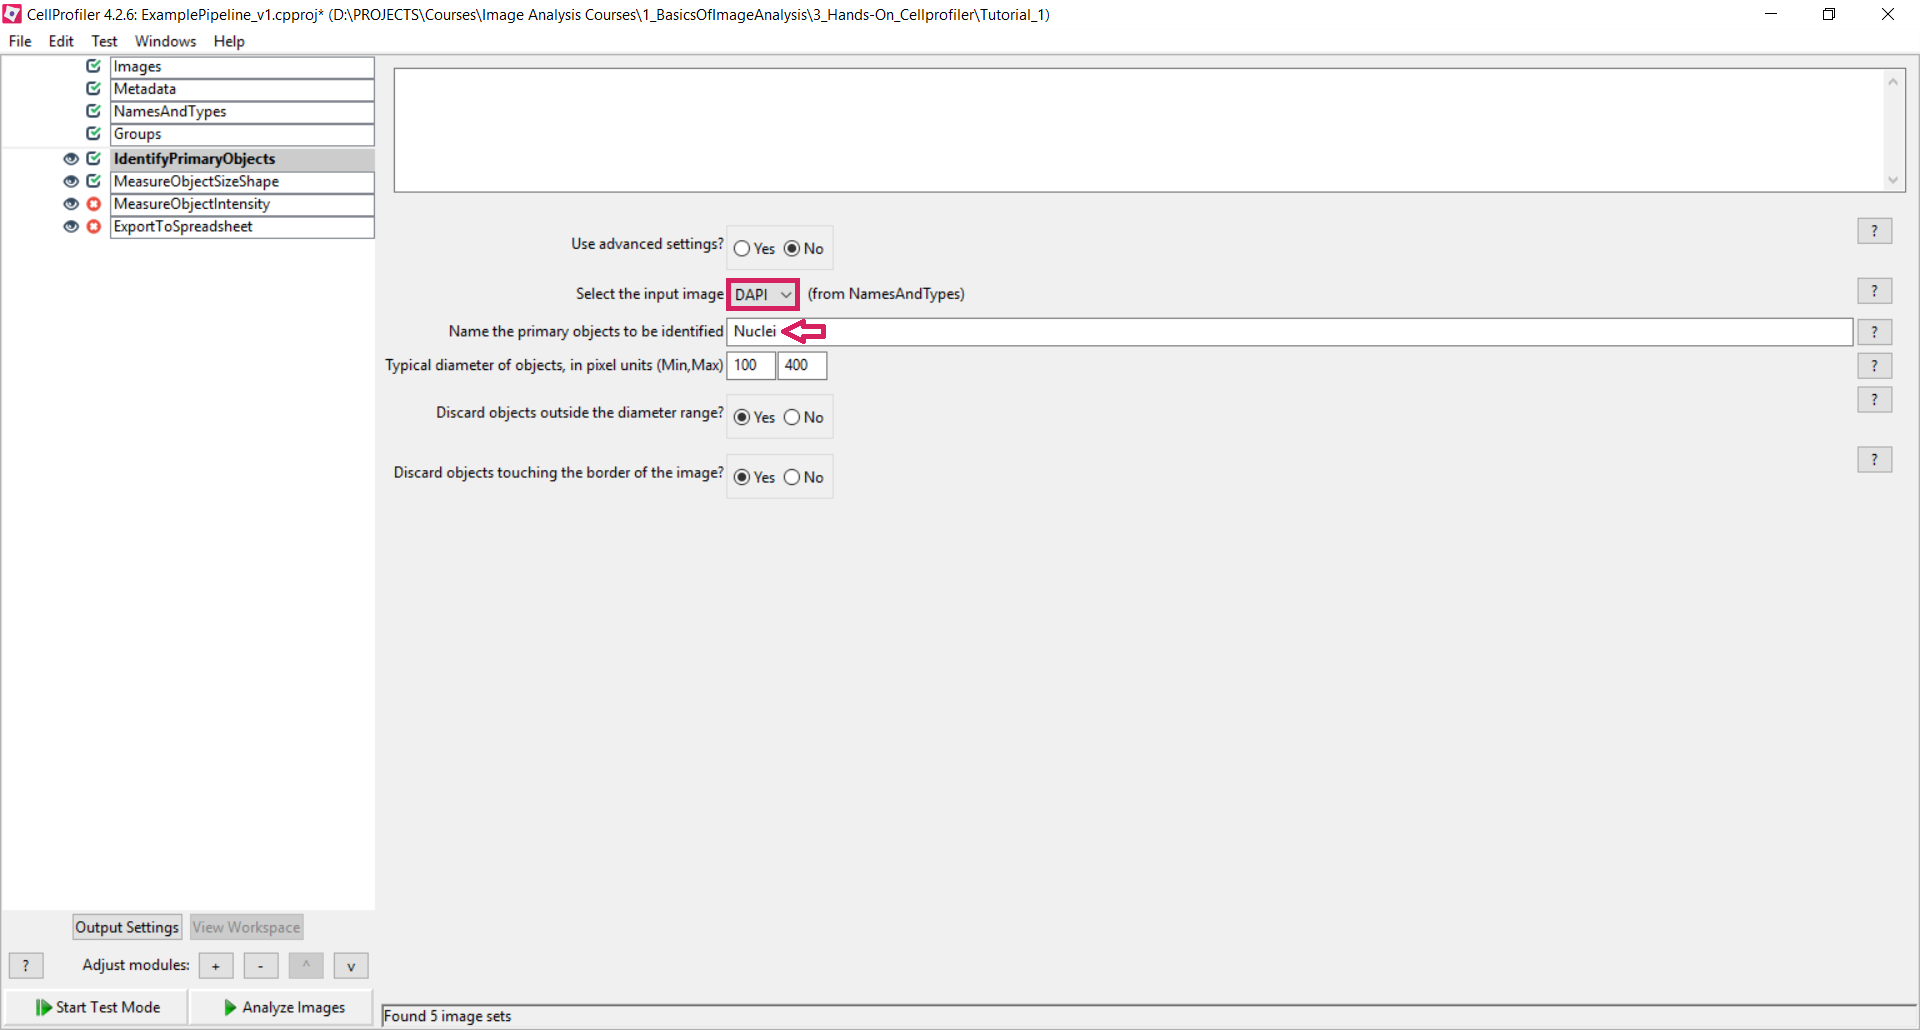 CellProfiler 4.2.6: ExamplePipeline_v1.cpproj* (D:\PROJECTS\Courses\Image Analysis Courses\1_BasicsOfImageAnalysis\3_Hands-On_Cellprofiler\Tutorial_1)
File Edit Test Windows Help
Images
Metadata
NamesAndTypes
Groups
IdentifyPrimaryObjects
MeasureObjectSizeShape
MeasureObjectIntensity
ExportToSpreadsheet
Use advanced settings? Yes No ?
Select the input image DAPI (from NamesAndTypes) ?
Name the primary objects to be identified Nuclei ?
Typical diameter of objects, in pixel units (Min,Max) 100 400 ?
Discard objects outside the diameter range? Yes No ?
Discard objects touching the border of the image? Yes No ?
Output Settings View Workspace
? Adjust modules: + - ^ v
Start Test Mode Analyze Images
Found 5 image sets